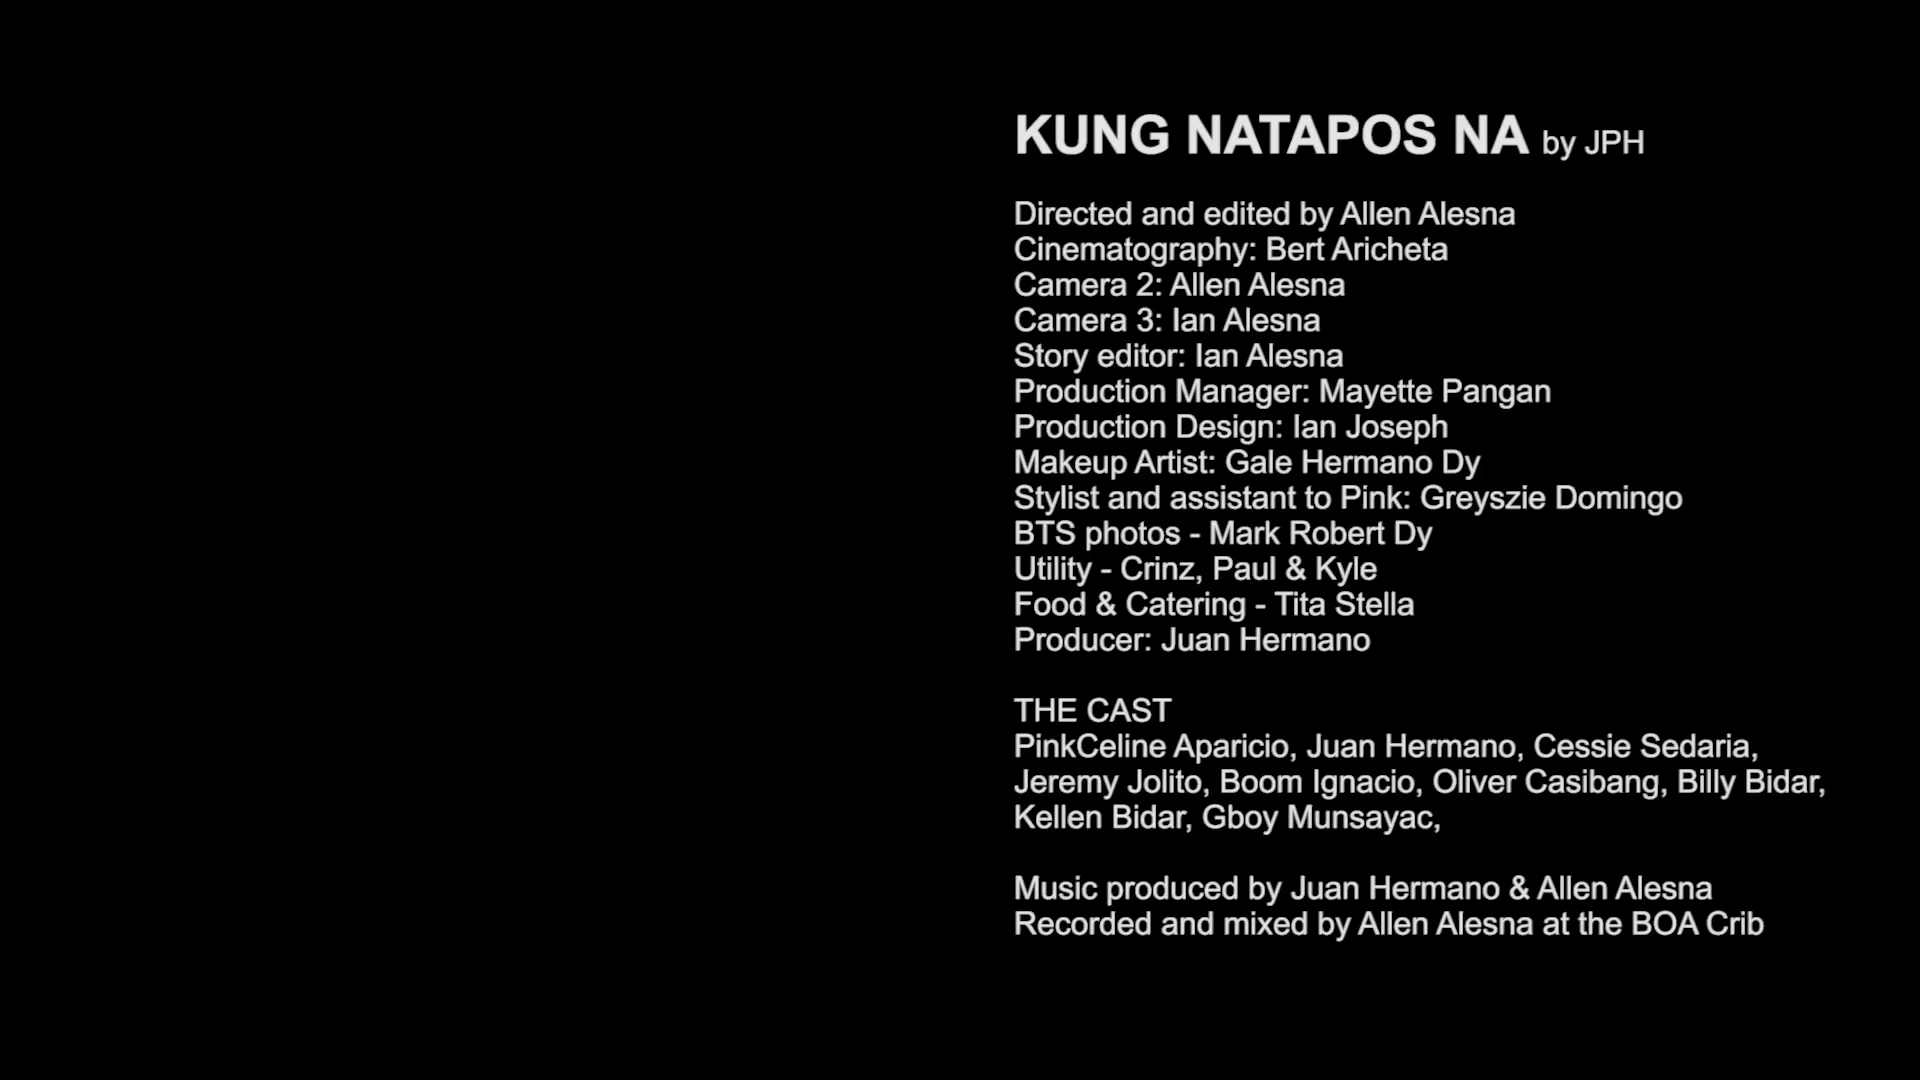 KUNG NATAPOS NA by JPH
Directed and edited by Allen Alesna
Cinematography: Bert Aricheta
Camera 2: Allen Alesna
Camera 3: Ian Alesna
Story editor: Ian Alesna
Production Manager: Mayette Pangan
Production Design: Ian Joseph
Makeup Artist: Gale Hermano Dy
Stylist and assistant to Pink: Greyszie Domingo
BTS photos - Mark Robert Dy
Utility - Crinz, Paul & Kyle
Food & Catering - Tita Stella
Producer: Juan Hermano
THE CAST
PinkCeline Aparicio, Juan Hermano, Cessie Sedaria,
Jeremy Jolito, Boom Ignacio, Oliver Casibang, Billy Bidar,
Kellen Bidar, Gboy Munsayac,
Music produced by Juan Hermano & Allen Alesna
Recorded and mixed by Allen Alesna at the BOA Crib